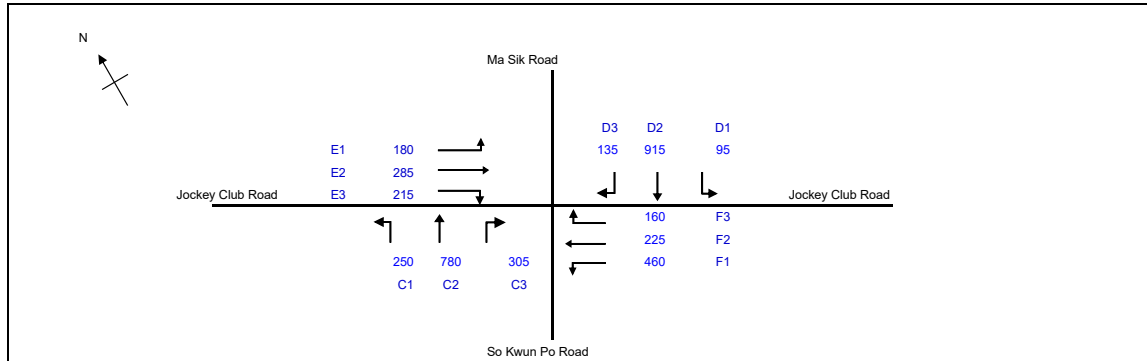 N
Ma Sik Road
D3 D2 D1
E1 180 135 915 95
E2 285
E3 215
Jockey Club Road Jockey Club Road
160 F3
225 F2
250 780 305 460 F1
C1 C2 C3
So Kwun Po Road